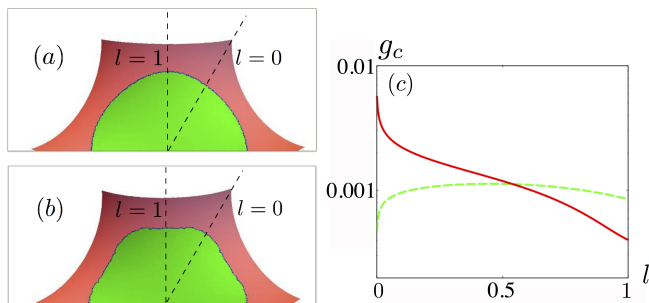 (a)
l = 1
l = 0
(b)
l = 1
l = 0
g_c
0.01
(c)
0.001
0
0.5
1
l